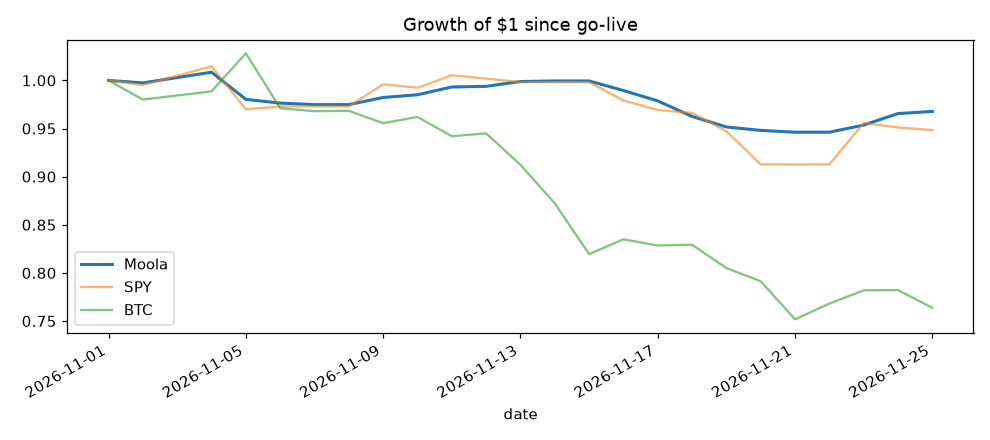 Growth of $1 since go-live
1.00
0.95
0.90
0.85
0.80
0.75
Moola
SPY
BTC
2026-11-01
2026-11-05
2026-11-09
2026-11-13
2026-11-17
2026-11-21
2026-11-25
date